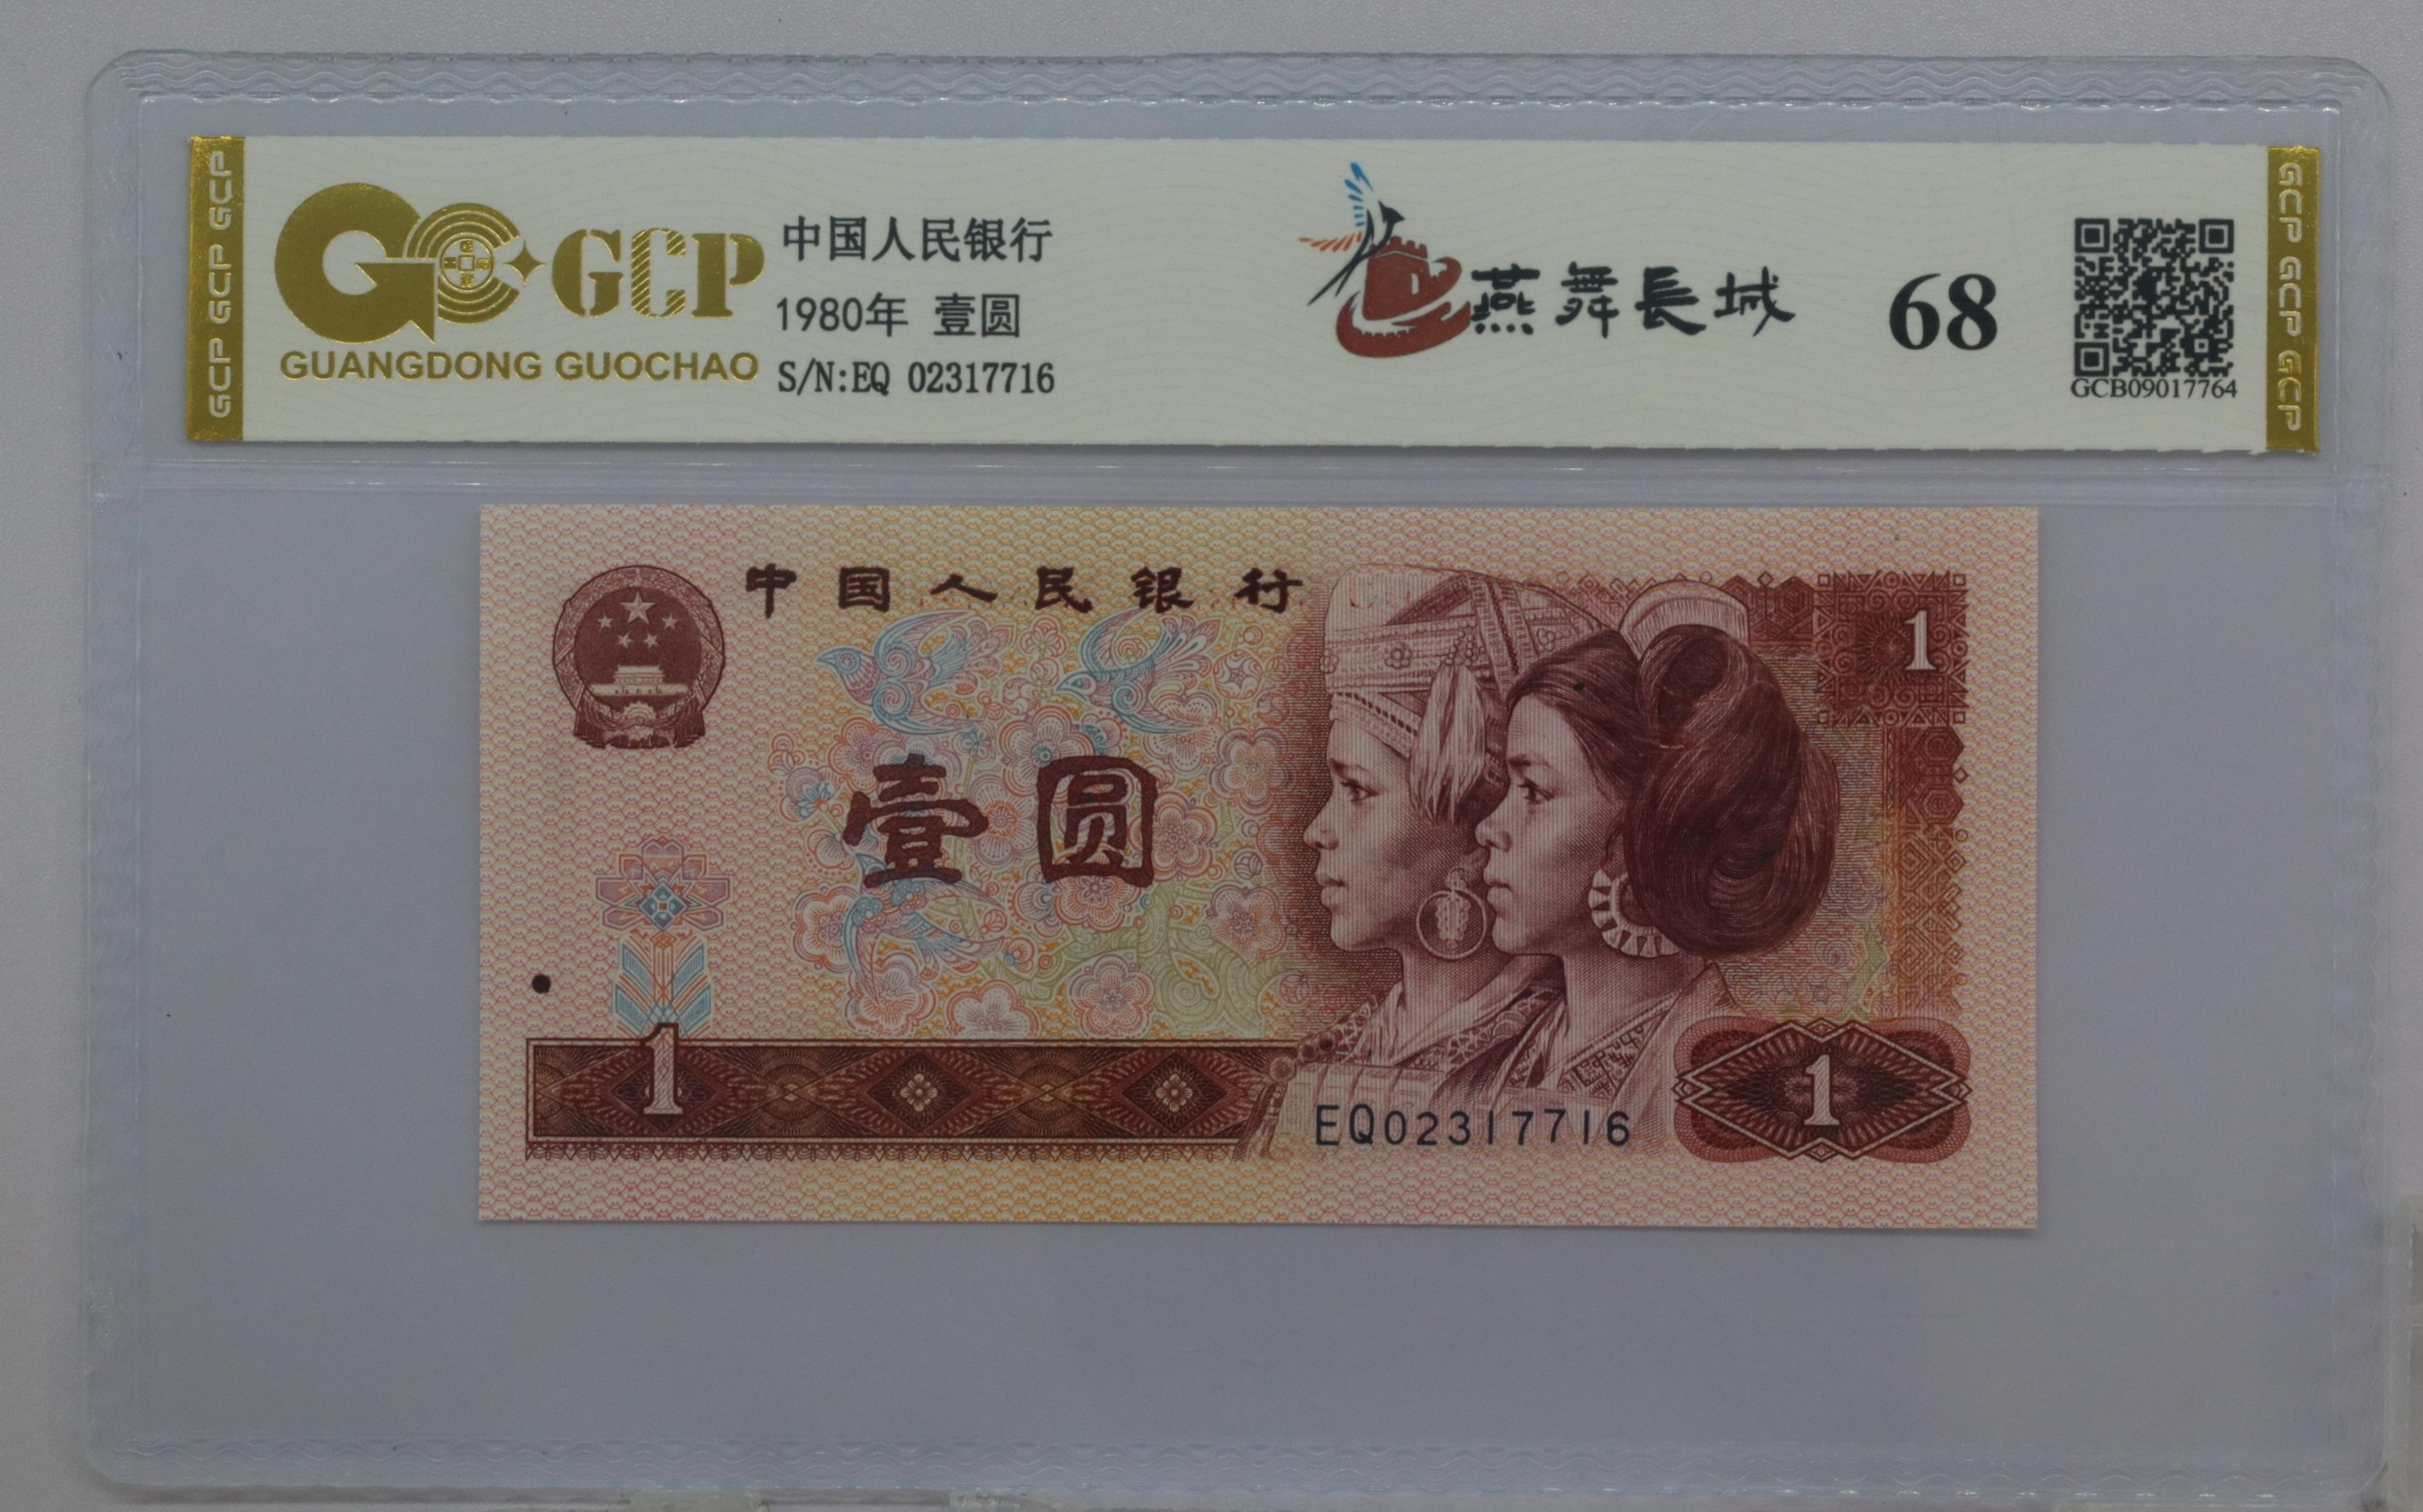 GCP GCP GCP
GCP
GUANGDONG GUOCHAO
中国人民银行
1980年 壹圆
S/N:EQ 02317716
燕舞長城
68
GCB09017764
GCP GCP GCP
中国人民银行
1
壹圆
1
EQ02317716
1